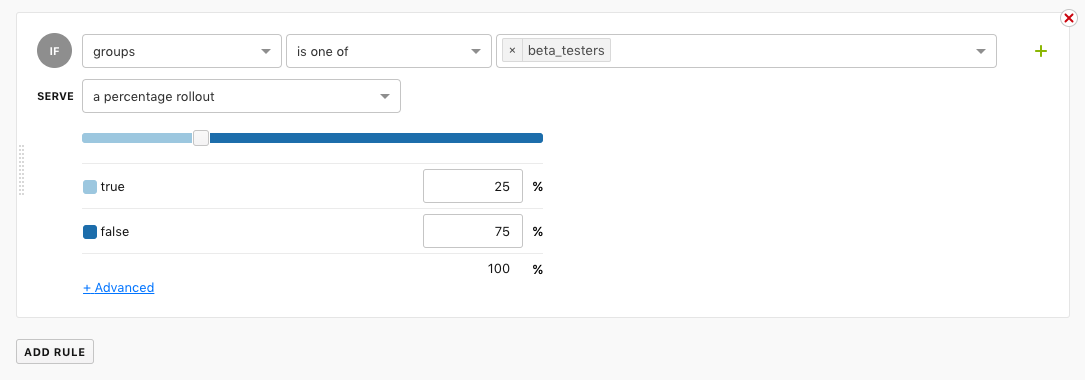 IF groups is one of × beta_testers +
SERVE a percentage rollout
true 25 %
false 75 %
100 %
+ Advanced
ADD RULE